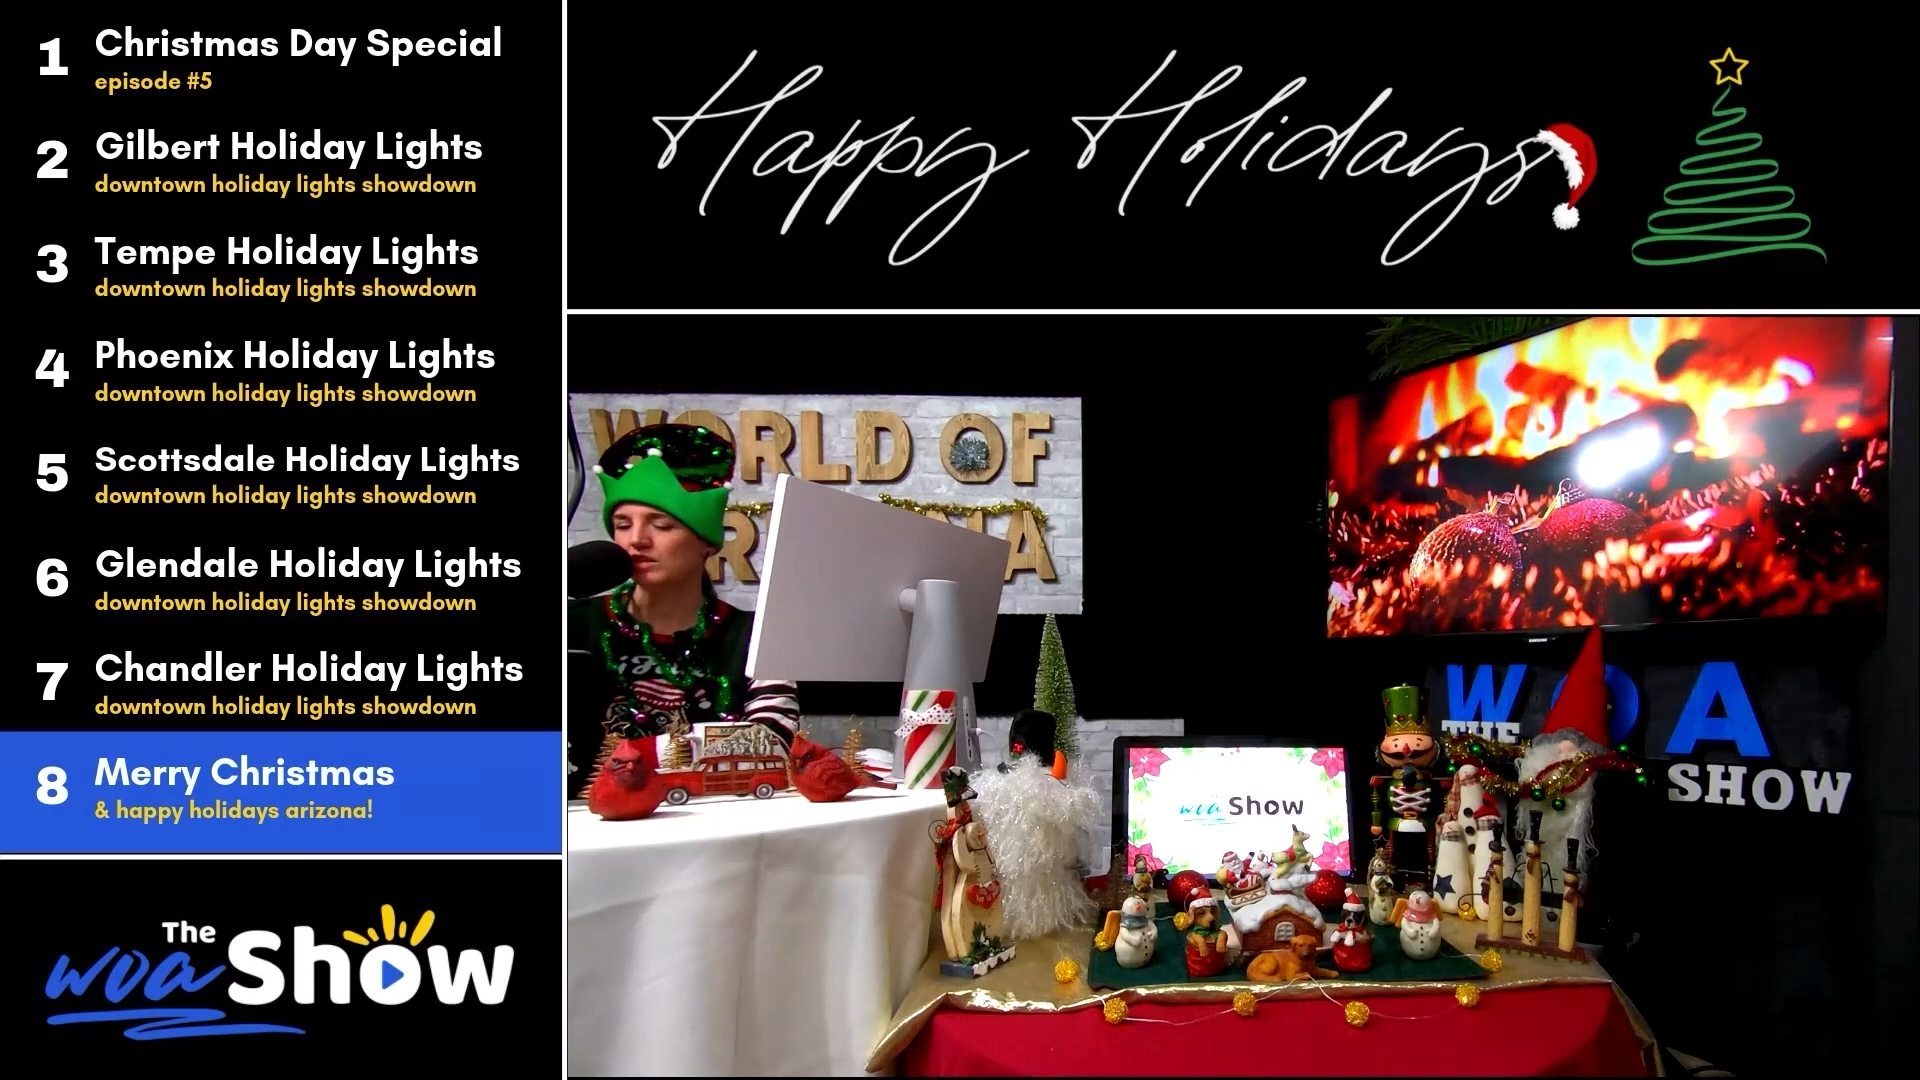 1
Christmas Day Special
episode #5
2
Gilbert Holiday Lights
downtown holiday lights showdown
3
Tempe Holiday Lights
downtown holiday lights showdown
4
Phoenix Holiday Lights
downtown holiday lights showdown
5
Scottsdale Holiday Lights
downtown holiday lights showdown
6
Glendale Holiday Lights
downtown holiday lights showdown
7
Chandler Holiday Lights
downtown holiday lights showdown
8
Merry Christmas
& happy holidays arizona!
The
woa Show
Happy Holidays
WORLD OF
WOA
THE
SHOW
woa Show